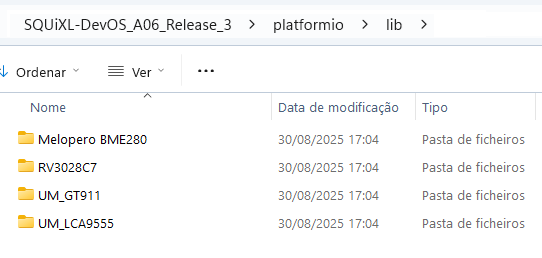 SQUiXL-DevOS_A06_Release_3 > platformio > lib >
Ordenar Ver ...
Nome Data de modificação Tipo
Melopero BME280 30/08/2025 17:04 Pasta de ficheiros
RV3028C7 30/08/2025 17:04 Pasta de ficheiros
UM_GT911 30/08/2025 17:04 Pasta de ficheiros
UM_LCA9555 30/08/2025 17:04 Pasta de ficheiros